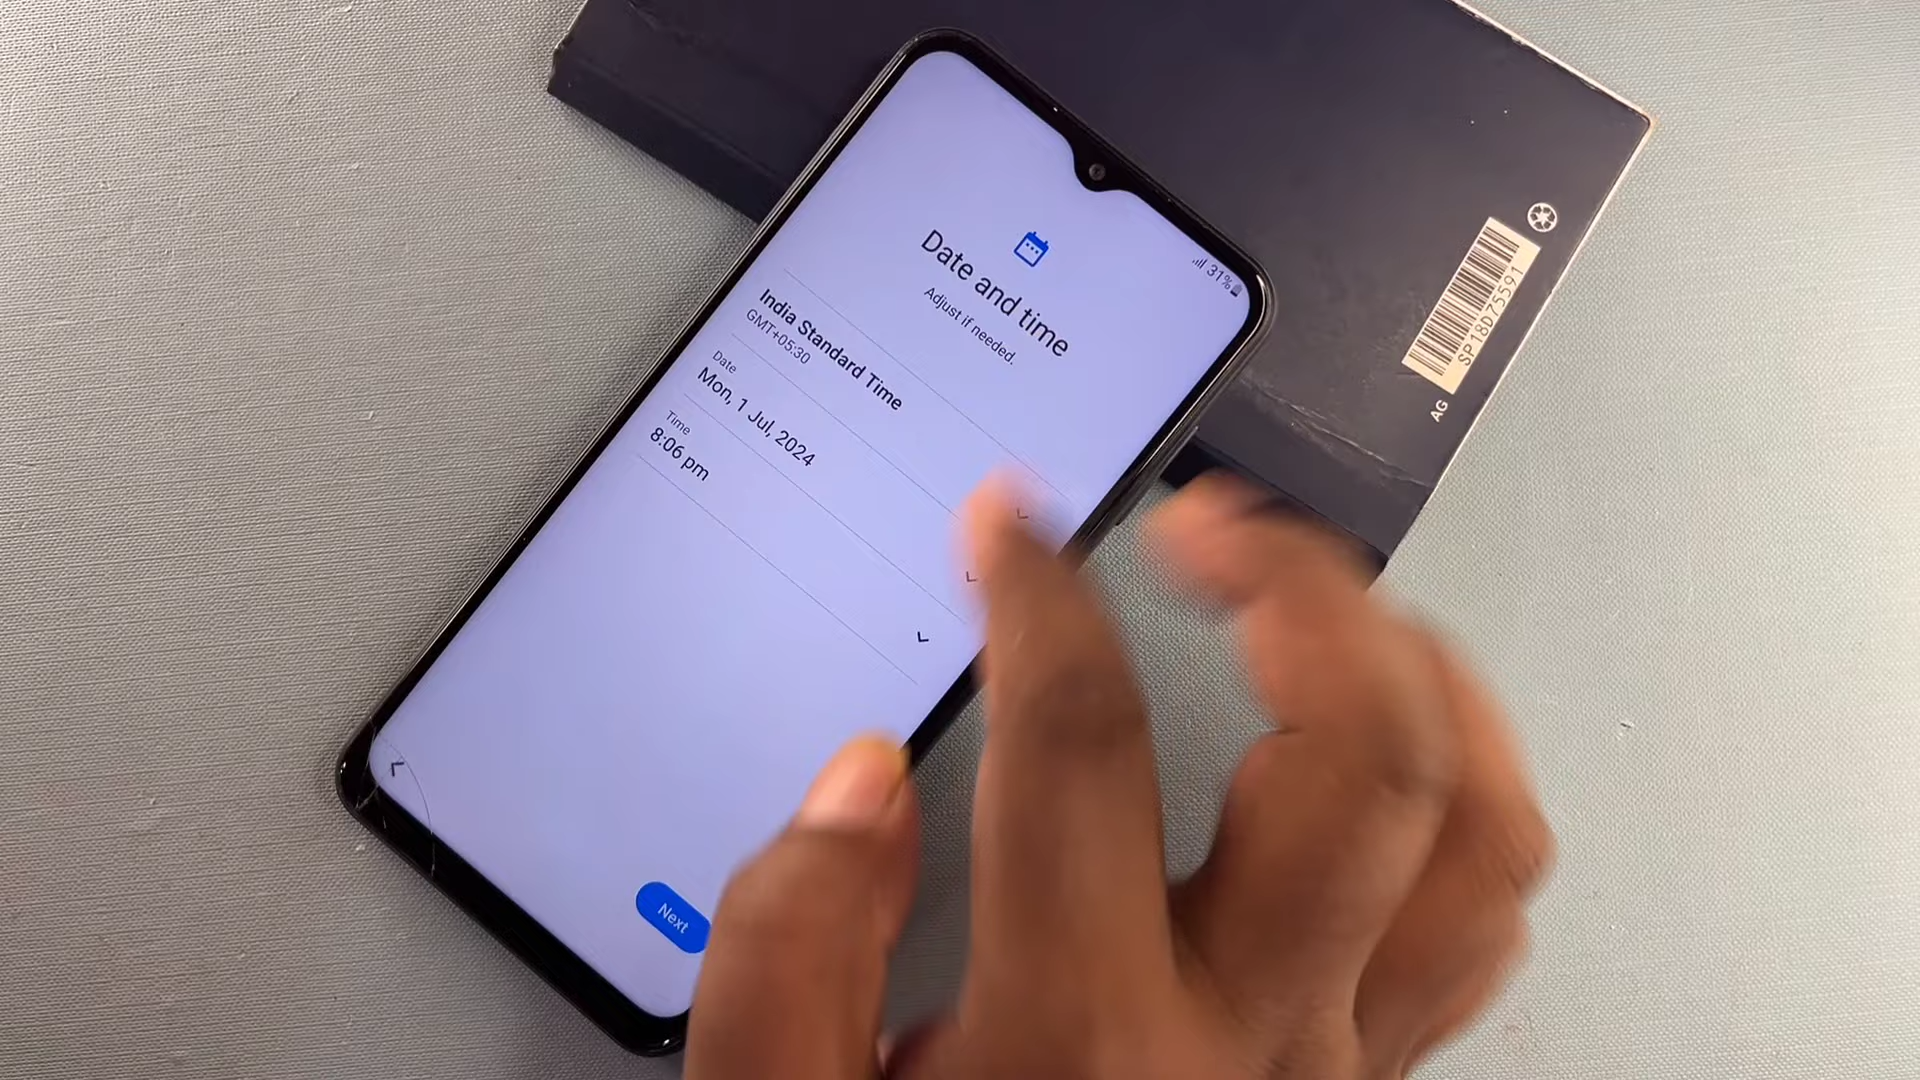 31%
Date and time
Adjust if needed.
India Standard Time
GMT+05:30
Date
Mon, 1 Jul, 2024
Time
8:06 pm
Next
SP18D75591
AG